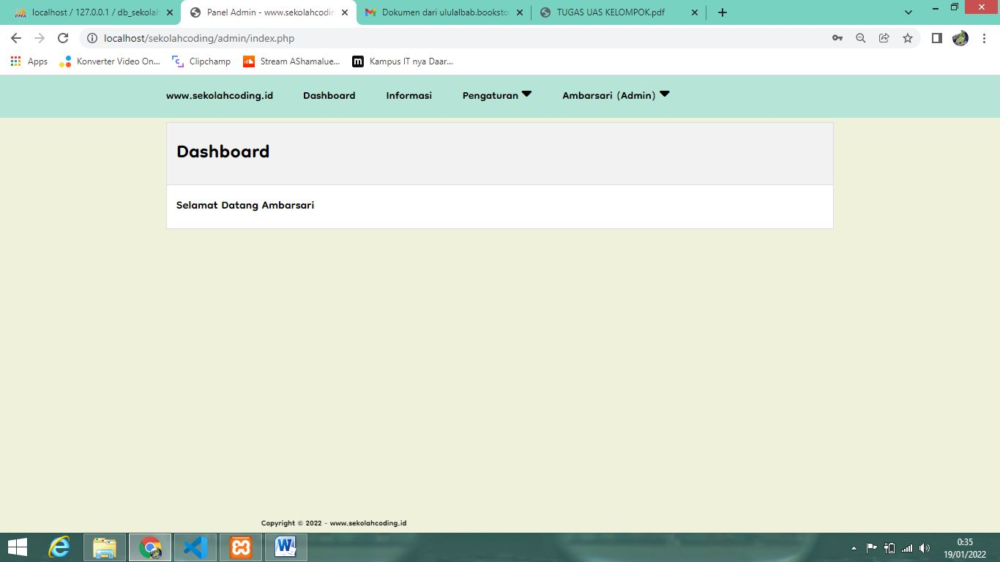 localhost / 127.0.0.1 / db_sekolah
Panel Admin - www.sekolahcoding
Dokumen dari ululalbab.booksto
TUGAS UAS KELOMPOK.pdf
localhost/sekolahcoding/admin/index.php
Apps
Konverter Video On...
Clipchamp
Stream AShamalue...
Kampus IT nya Daar...
www.sekolahcoding.id
Dashboard
Informasi
Pengaturan
Ambarsari (Admin)
Dashboard
Selamat Datang Ambarsari
Copyright © 2022 - www.sekolahcoding.id
0:35
19/01/2022